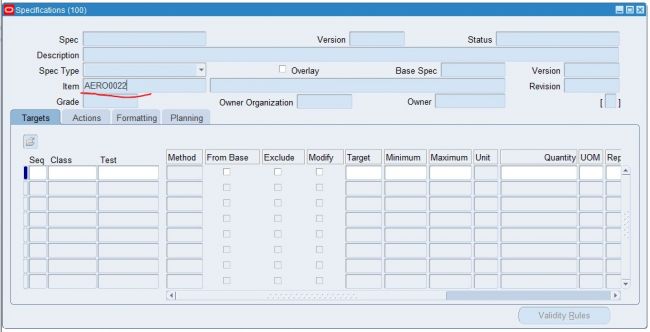 Specifications (100)
Spec Version Status
Description
Spec Type Overlay Base Spec Version
Item AERO0022 Revision
Grade Owner Organization Owner [ ]
Targets Actions Formatting Planning
Seq Class Test Method From Base Exclude Modify Target Minimum Maximum Unit Quantity UOM Rep
Validity Rules